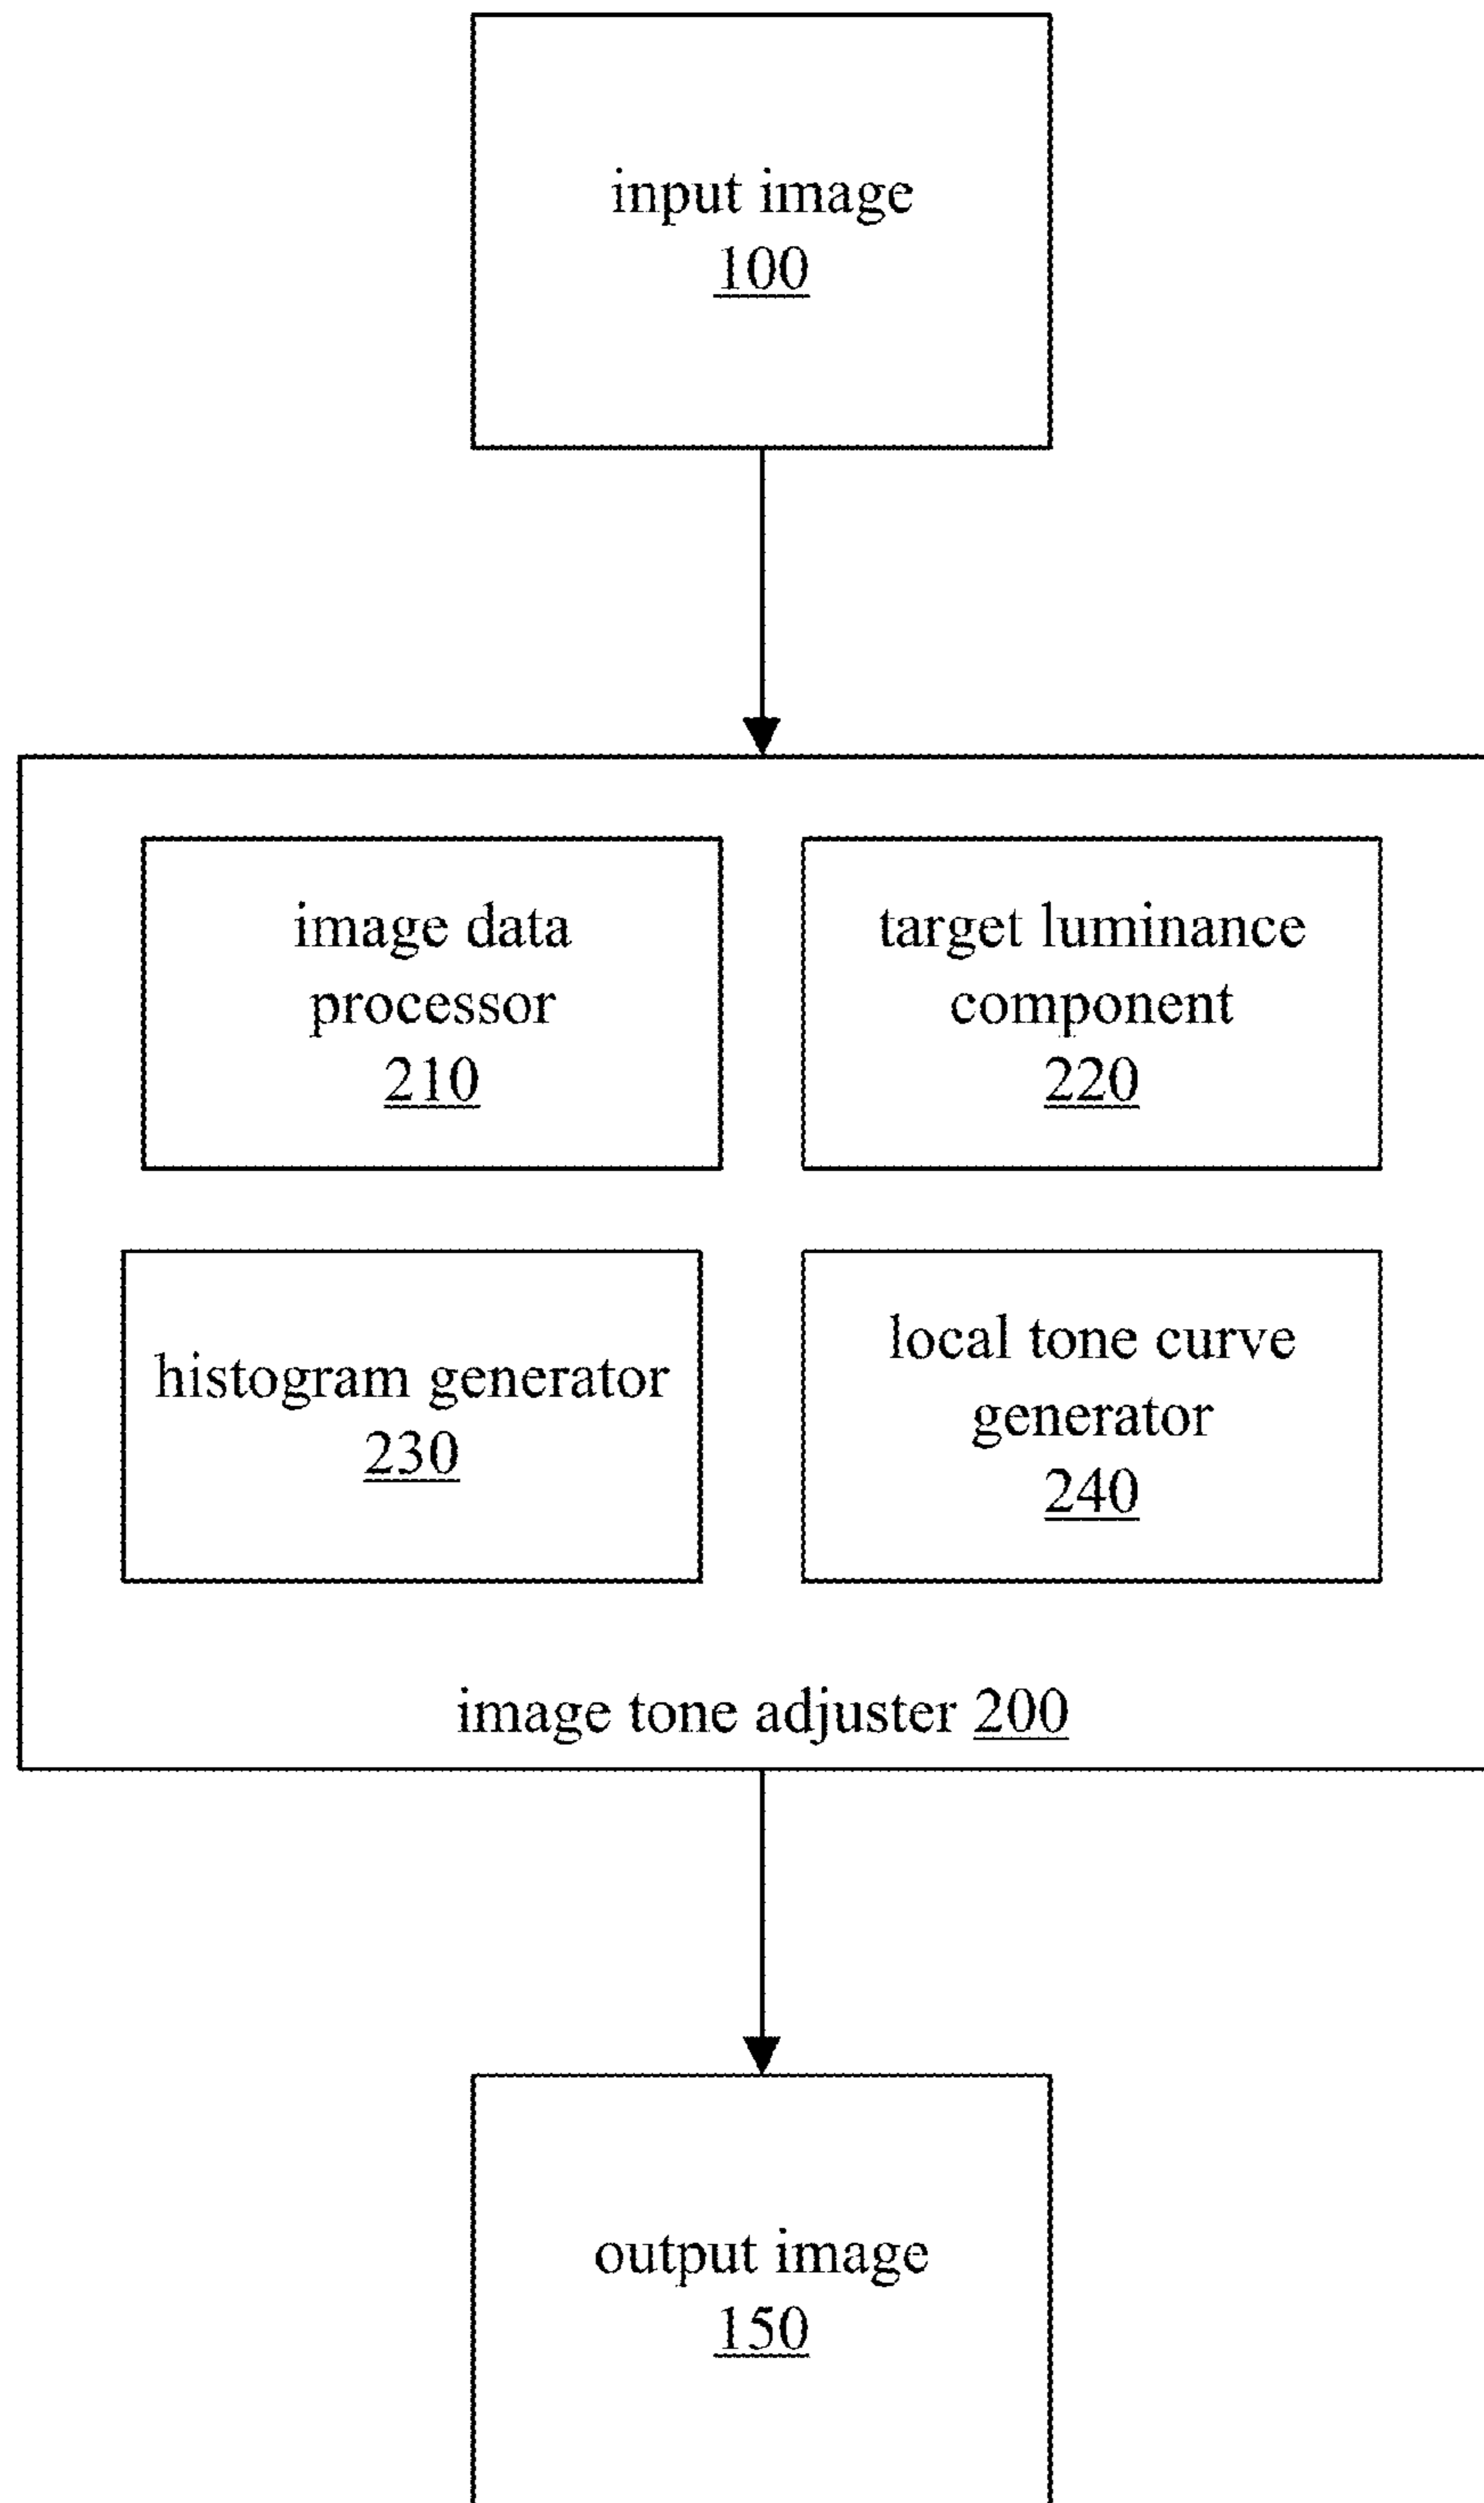 input image
100
image data
processor
210
target luminance
component
220
histogram generator
230
local tone curve
generator
240
image tone adjuster 200
output image
150